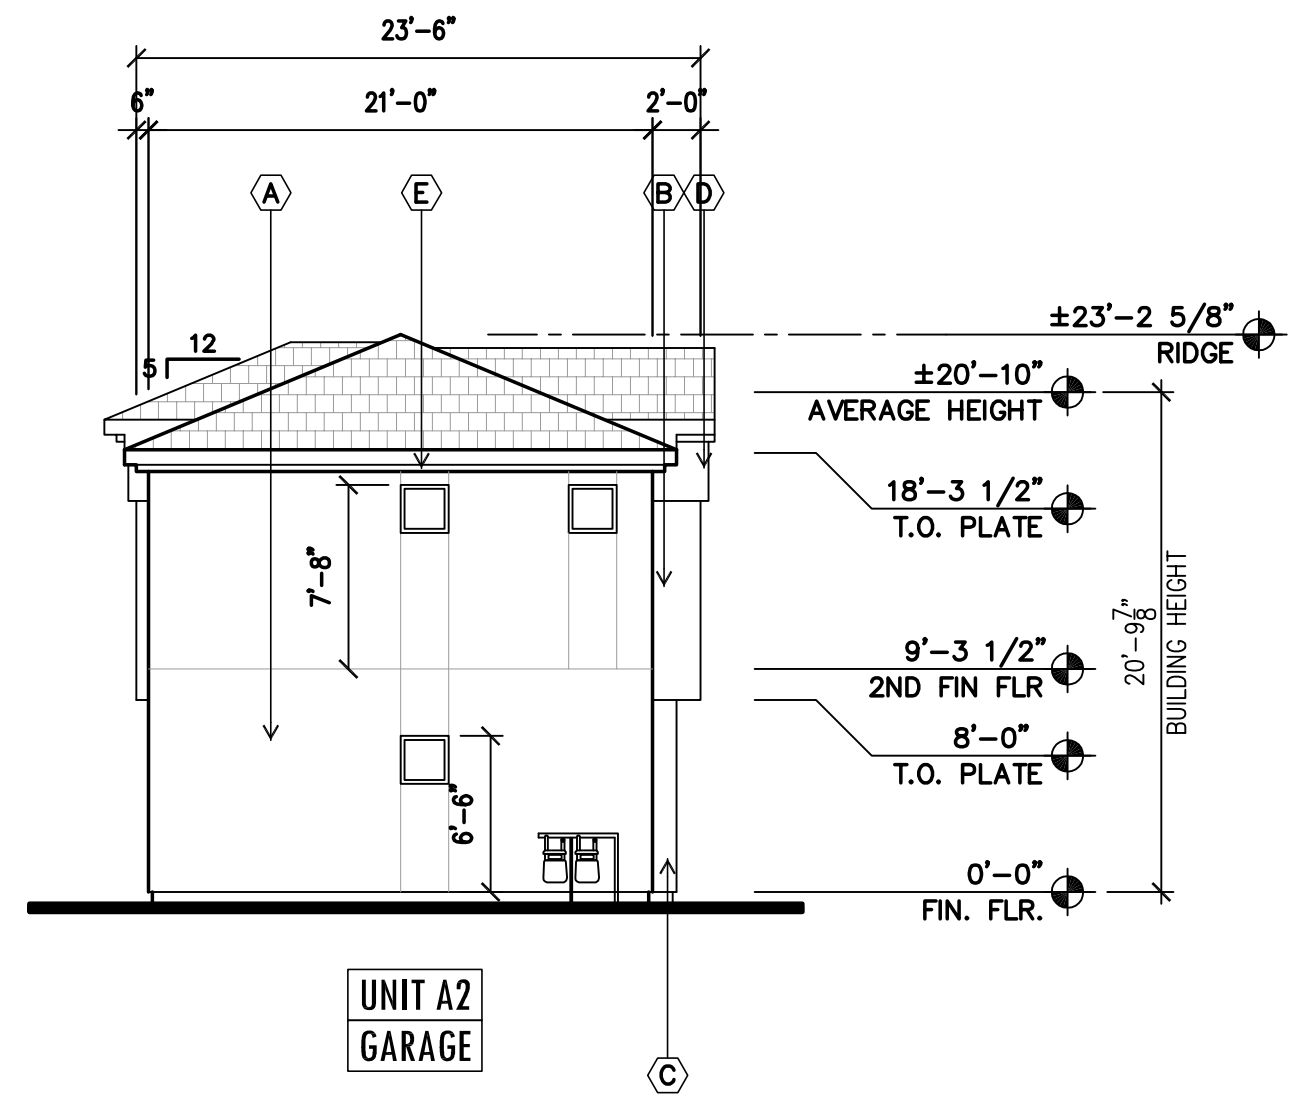 23'-6"
6" 21'-0" 2'-0"
A E B D
±23'-2 5/8"
RIDGE
12
5
±20'-10"
AVERAGE HEIGHT
18'-3 1/2"
T.O. PLATE
7'-8"
9'-3 1/2"
2ND FIN FLR
20'-9 7/8"
BUILDING HEIGHT
8'-0"
T.O. PLATE
6'-6"
0'-0"
FIN. FLR.
UNIT A2
GARAGE
C